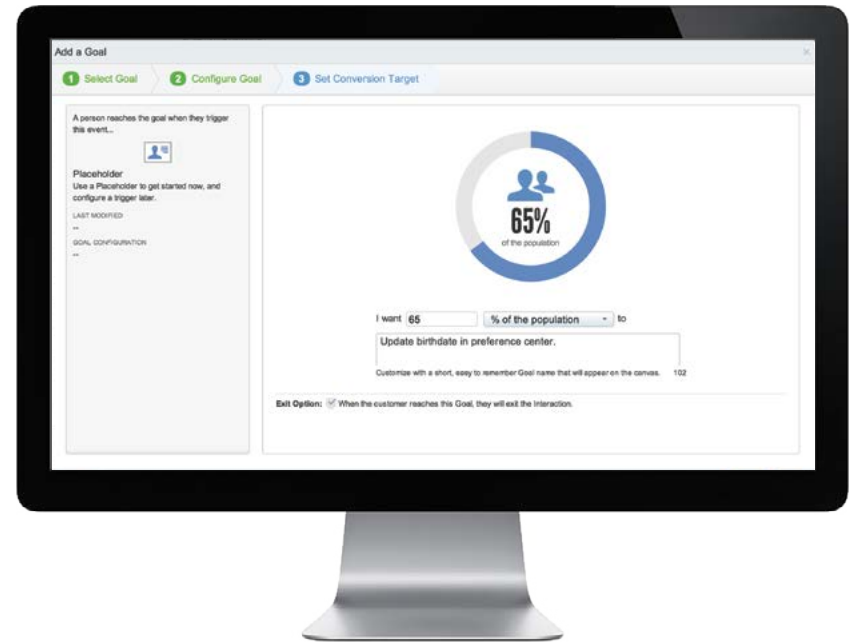 Add a Goal
1 Select Goal
2 Configure Goal
3 Set Conversion Target
A person reaches the goal when they trigger
this event...
Placeholder
Use a Placeholder to get started now, and
configure a trigger later.
LAST MODIFIED
--
GOAL CONFIGURATION
--
65%
of the population
I want 65 % of the population to
Update birthdate in preference center.
Customize with a short, easy to remember Goal name that will appear on the canvas. 102
Exit Option: When the customer reaches this Goal, they will exit the Interaction.